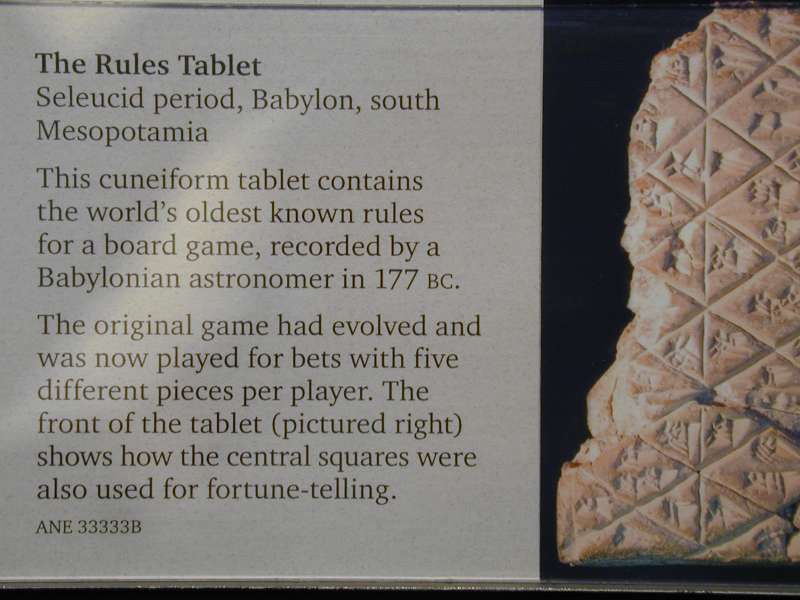 The Rules Tablet
Seleucid period, Babylon, south
Mesopotamia
This cuneiform tablet contains
the world's oldest known rules
for a board game, recorded by a
Babylonian astronomer in 177 BC.
The original game had evolved and
was now played for bets with five
different pieces per player. The
front of the tablet (pictured right)
shows how the central squares were
also used for fortune-telling.
ANE 33333B